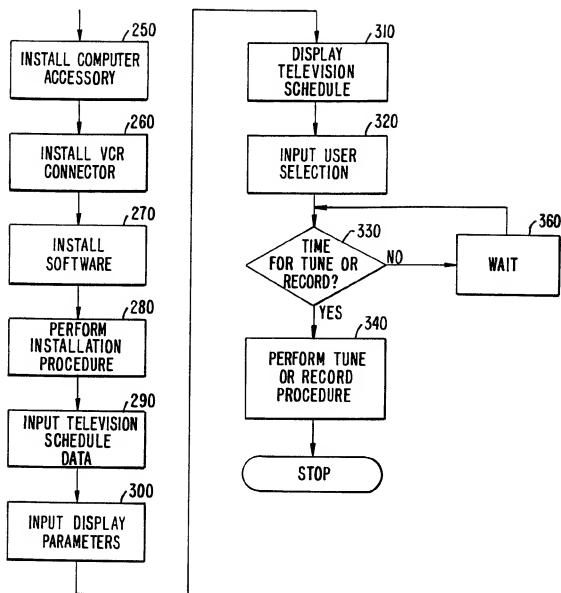 250
INSTALL COMPUTER
ACCESSORY
260
INSTALL VCR
CONNECTOR
270
INSTALL
SOFTWARE
280
PERFORM
INSTALLATION
PROCEDURE
290
INPUT TELEVISION
SCHEDULE
DATA
300
INPUT DISPLAY
PARAMETERS
310
DISPLAY
TELEVISION
SCHEDULE
320
INPUT USER
SELECTION
330
TIME
FOR TUNE OR
RECORD?
NO
360
WAIT
YES
340
PERFORM TUNE
OR RECORD
PROCEDURE
STOP